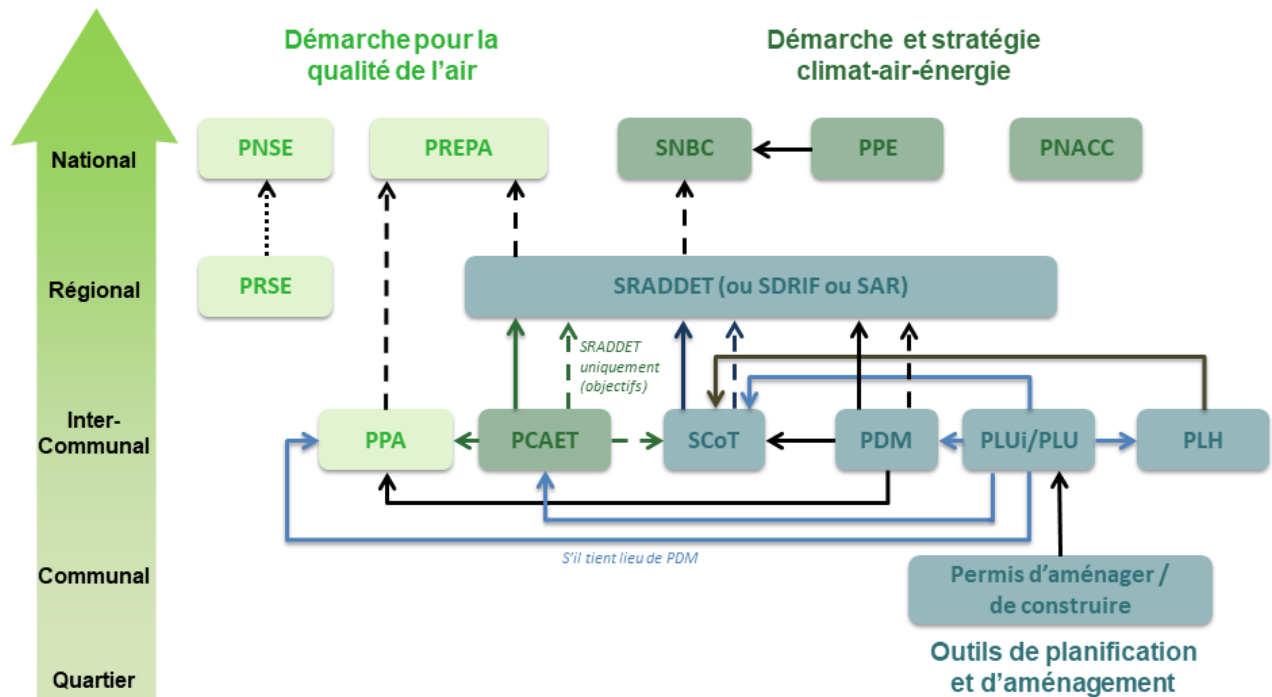 Démarche pour la
qualité de l'air
Démarche et stratégie
climat-air-énergie
National
PNSE
PREPA
SNBC
PPE
PNACC
Régional
PRSE
SRADDET (ou SDRIF ou SAR)
SRADDET
uniquement
(objectifs)
Inter-
Communal
PPA
PCAET
SCoT
PDM
PLUi/PLU
PLH
S'il tient lieu de PDM
Communal
Permis d'aménager /
de construire
Outils de planification
et d'aménagement
Quartier